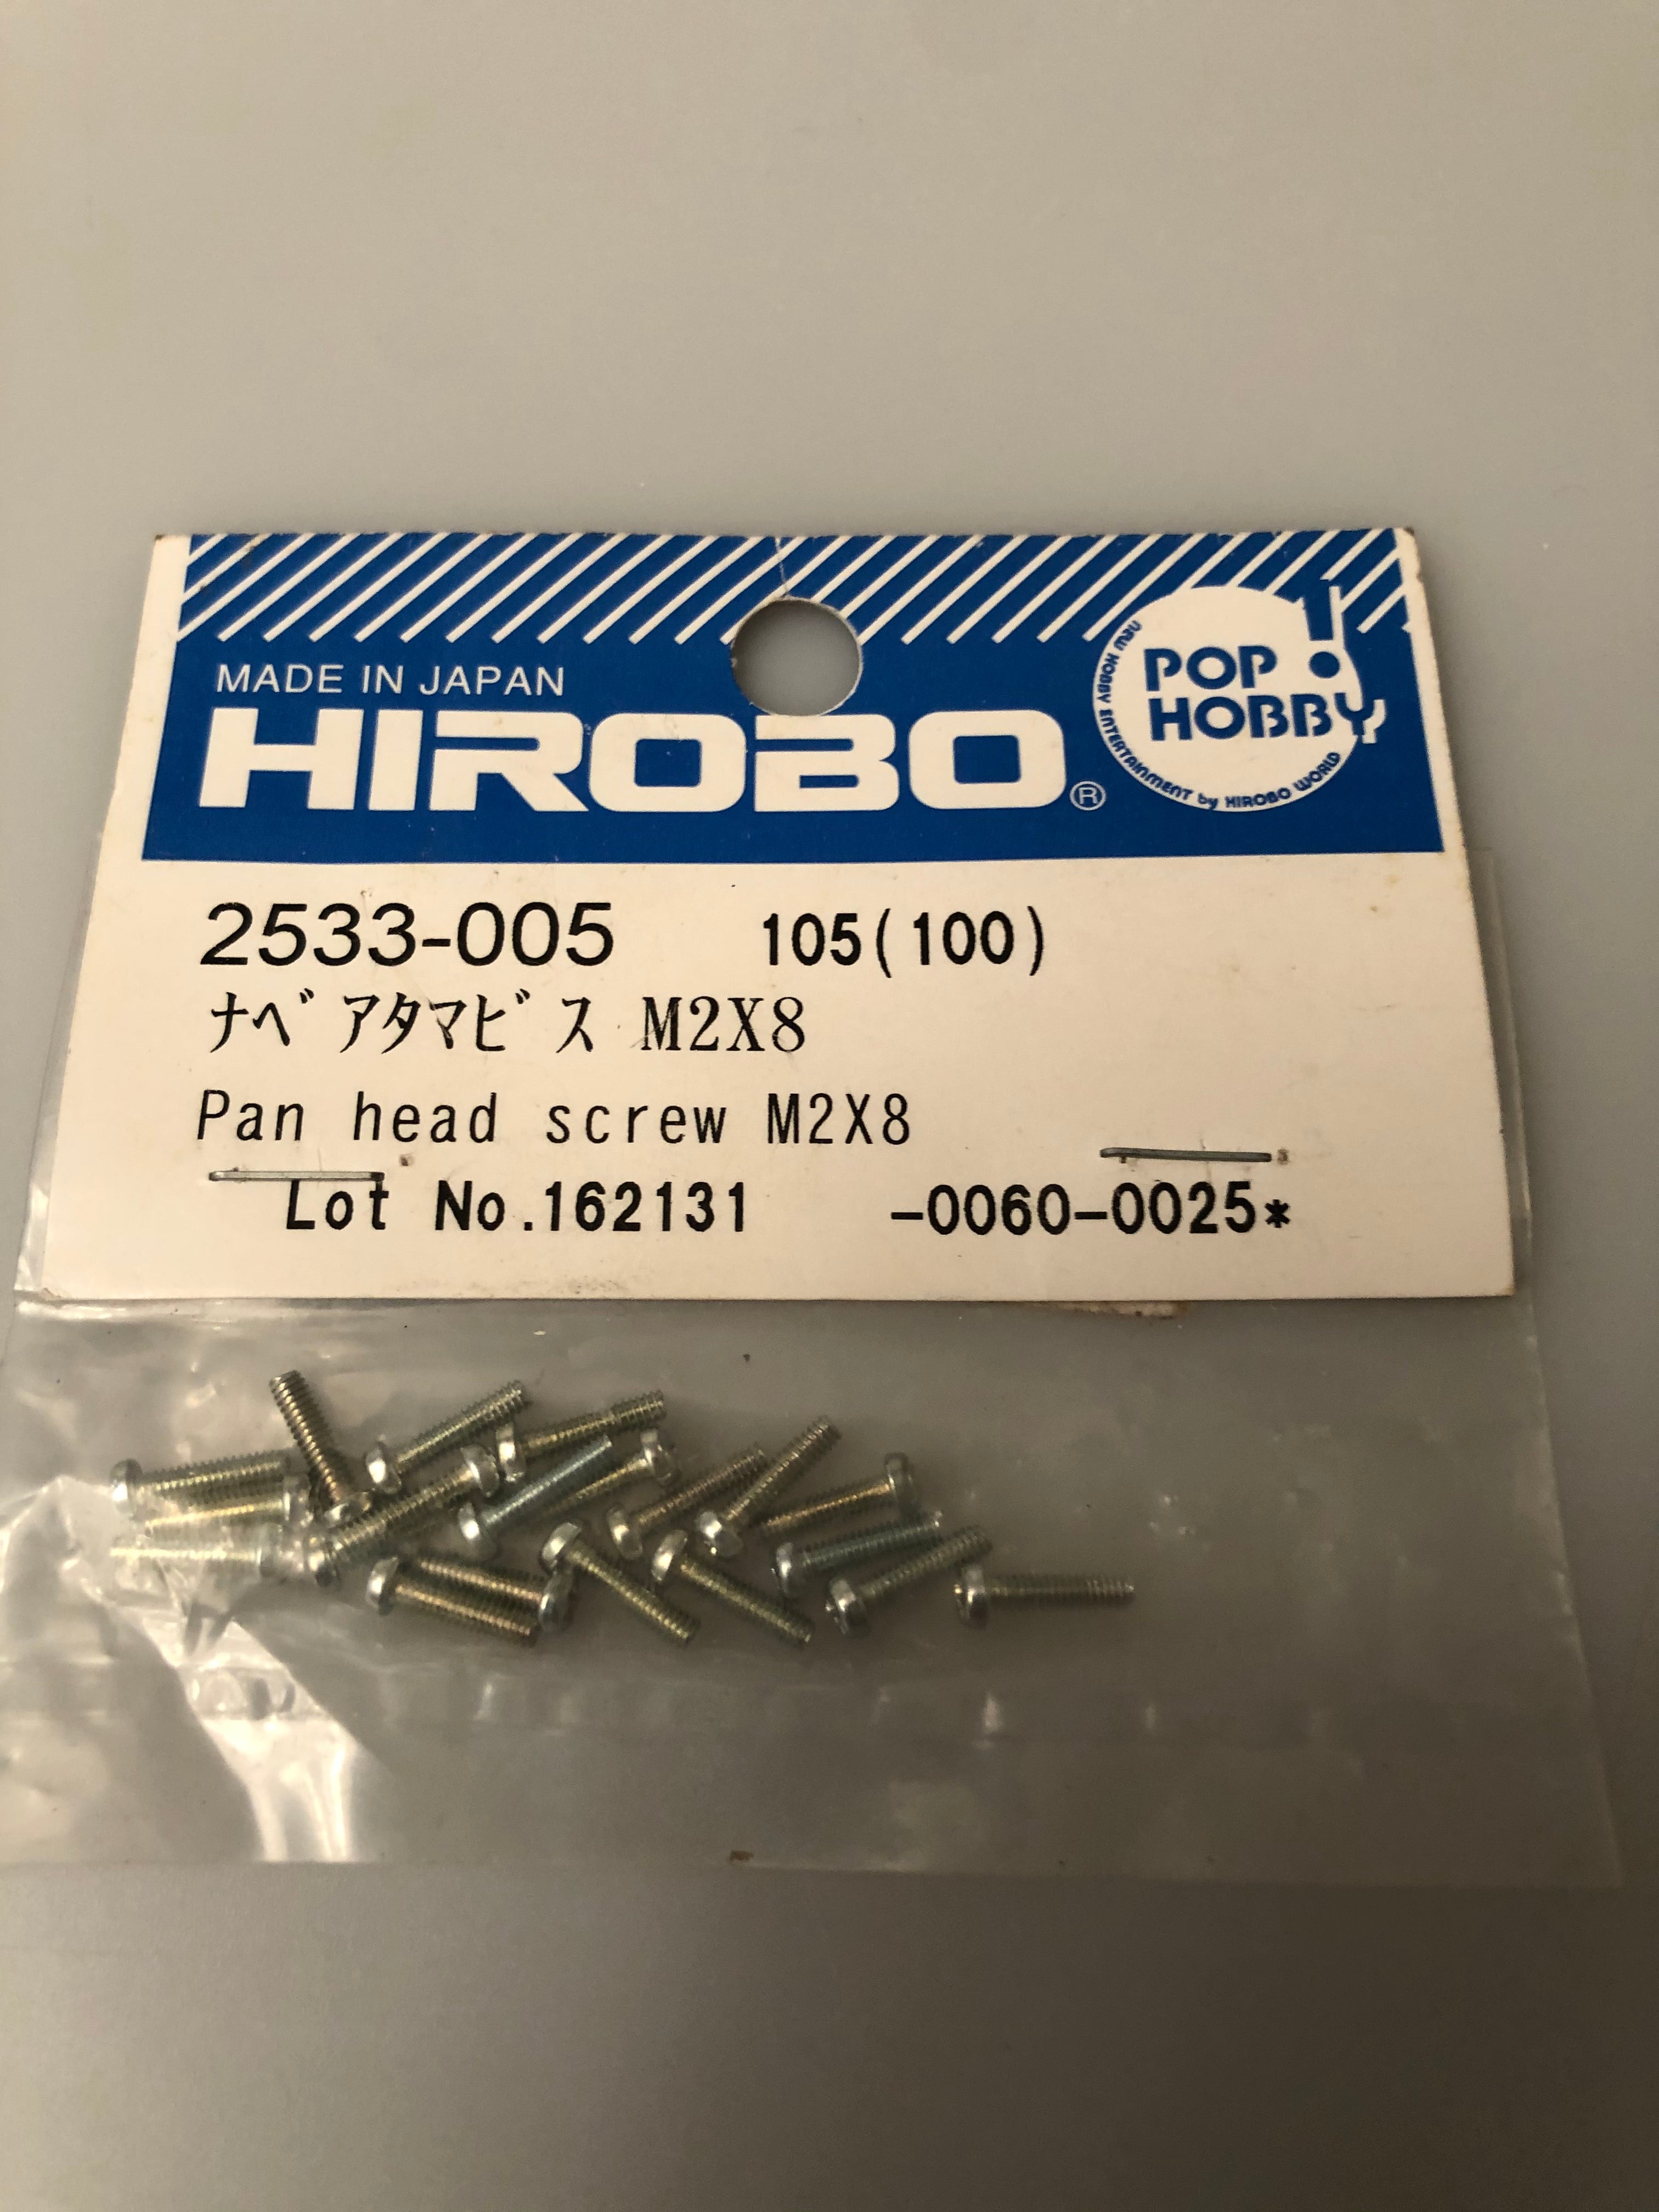 MADE IN JAPAN
HIROBO®
POP!
HOBBY
NEW HOBBY ENTERTAINMENT by HIROBO WORLD
2533-005 105(100)
ﾅﾍﾞｱﾀﾏﾋﾞｽ M2X8
Pan head screw M2X8
Lot No.162131 -0060-0025*